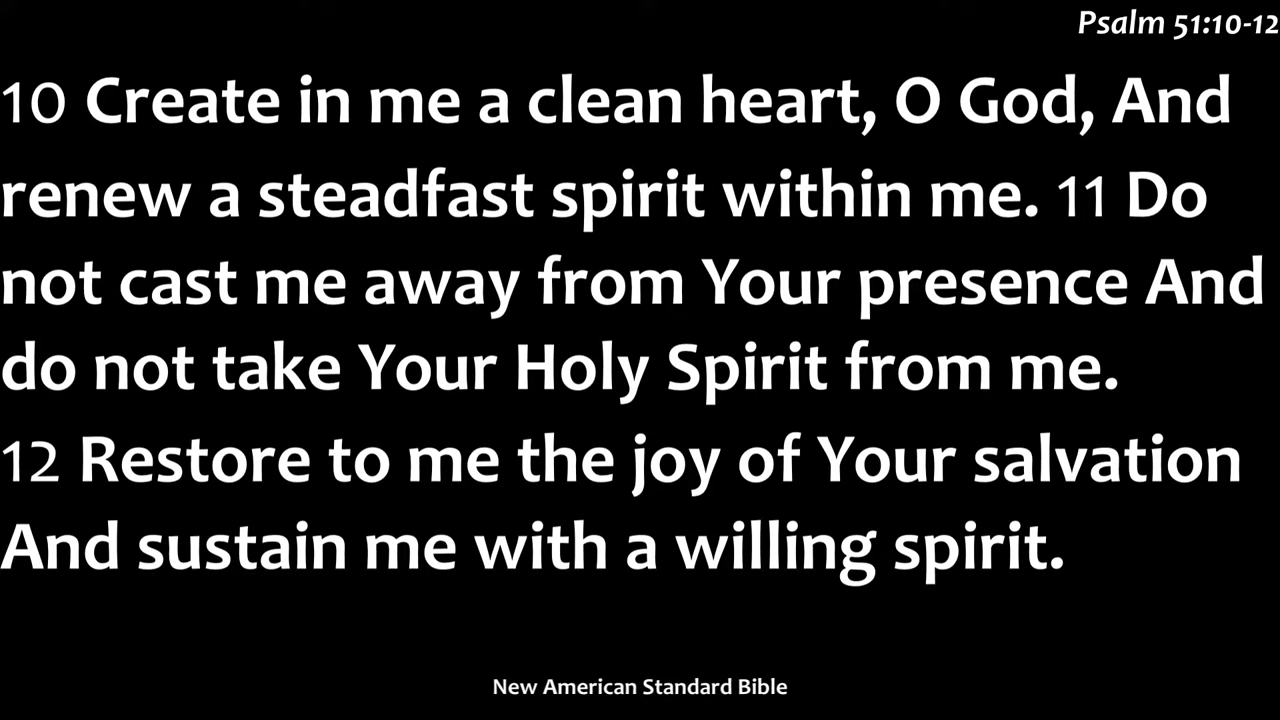 Psalm 51:10-12
10 Create in me a clean heart, O God, And
renew a steadfast spirit within me. 11 Do
not cast me away from Your presence And
do not take Your Holy Spirit from me.
12 Restore to me the joy of Your salvation
And sustain me with a willing spirit.
New American Standard Bible